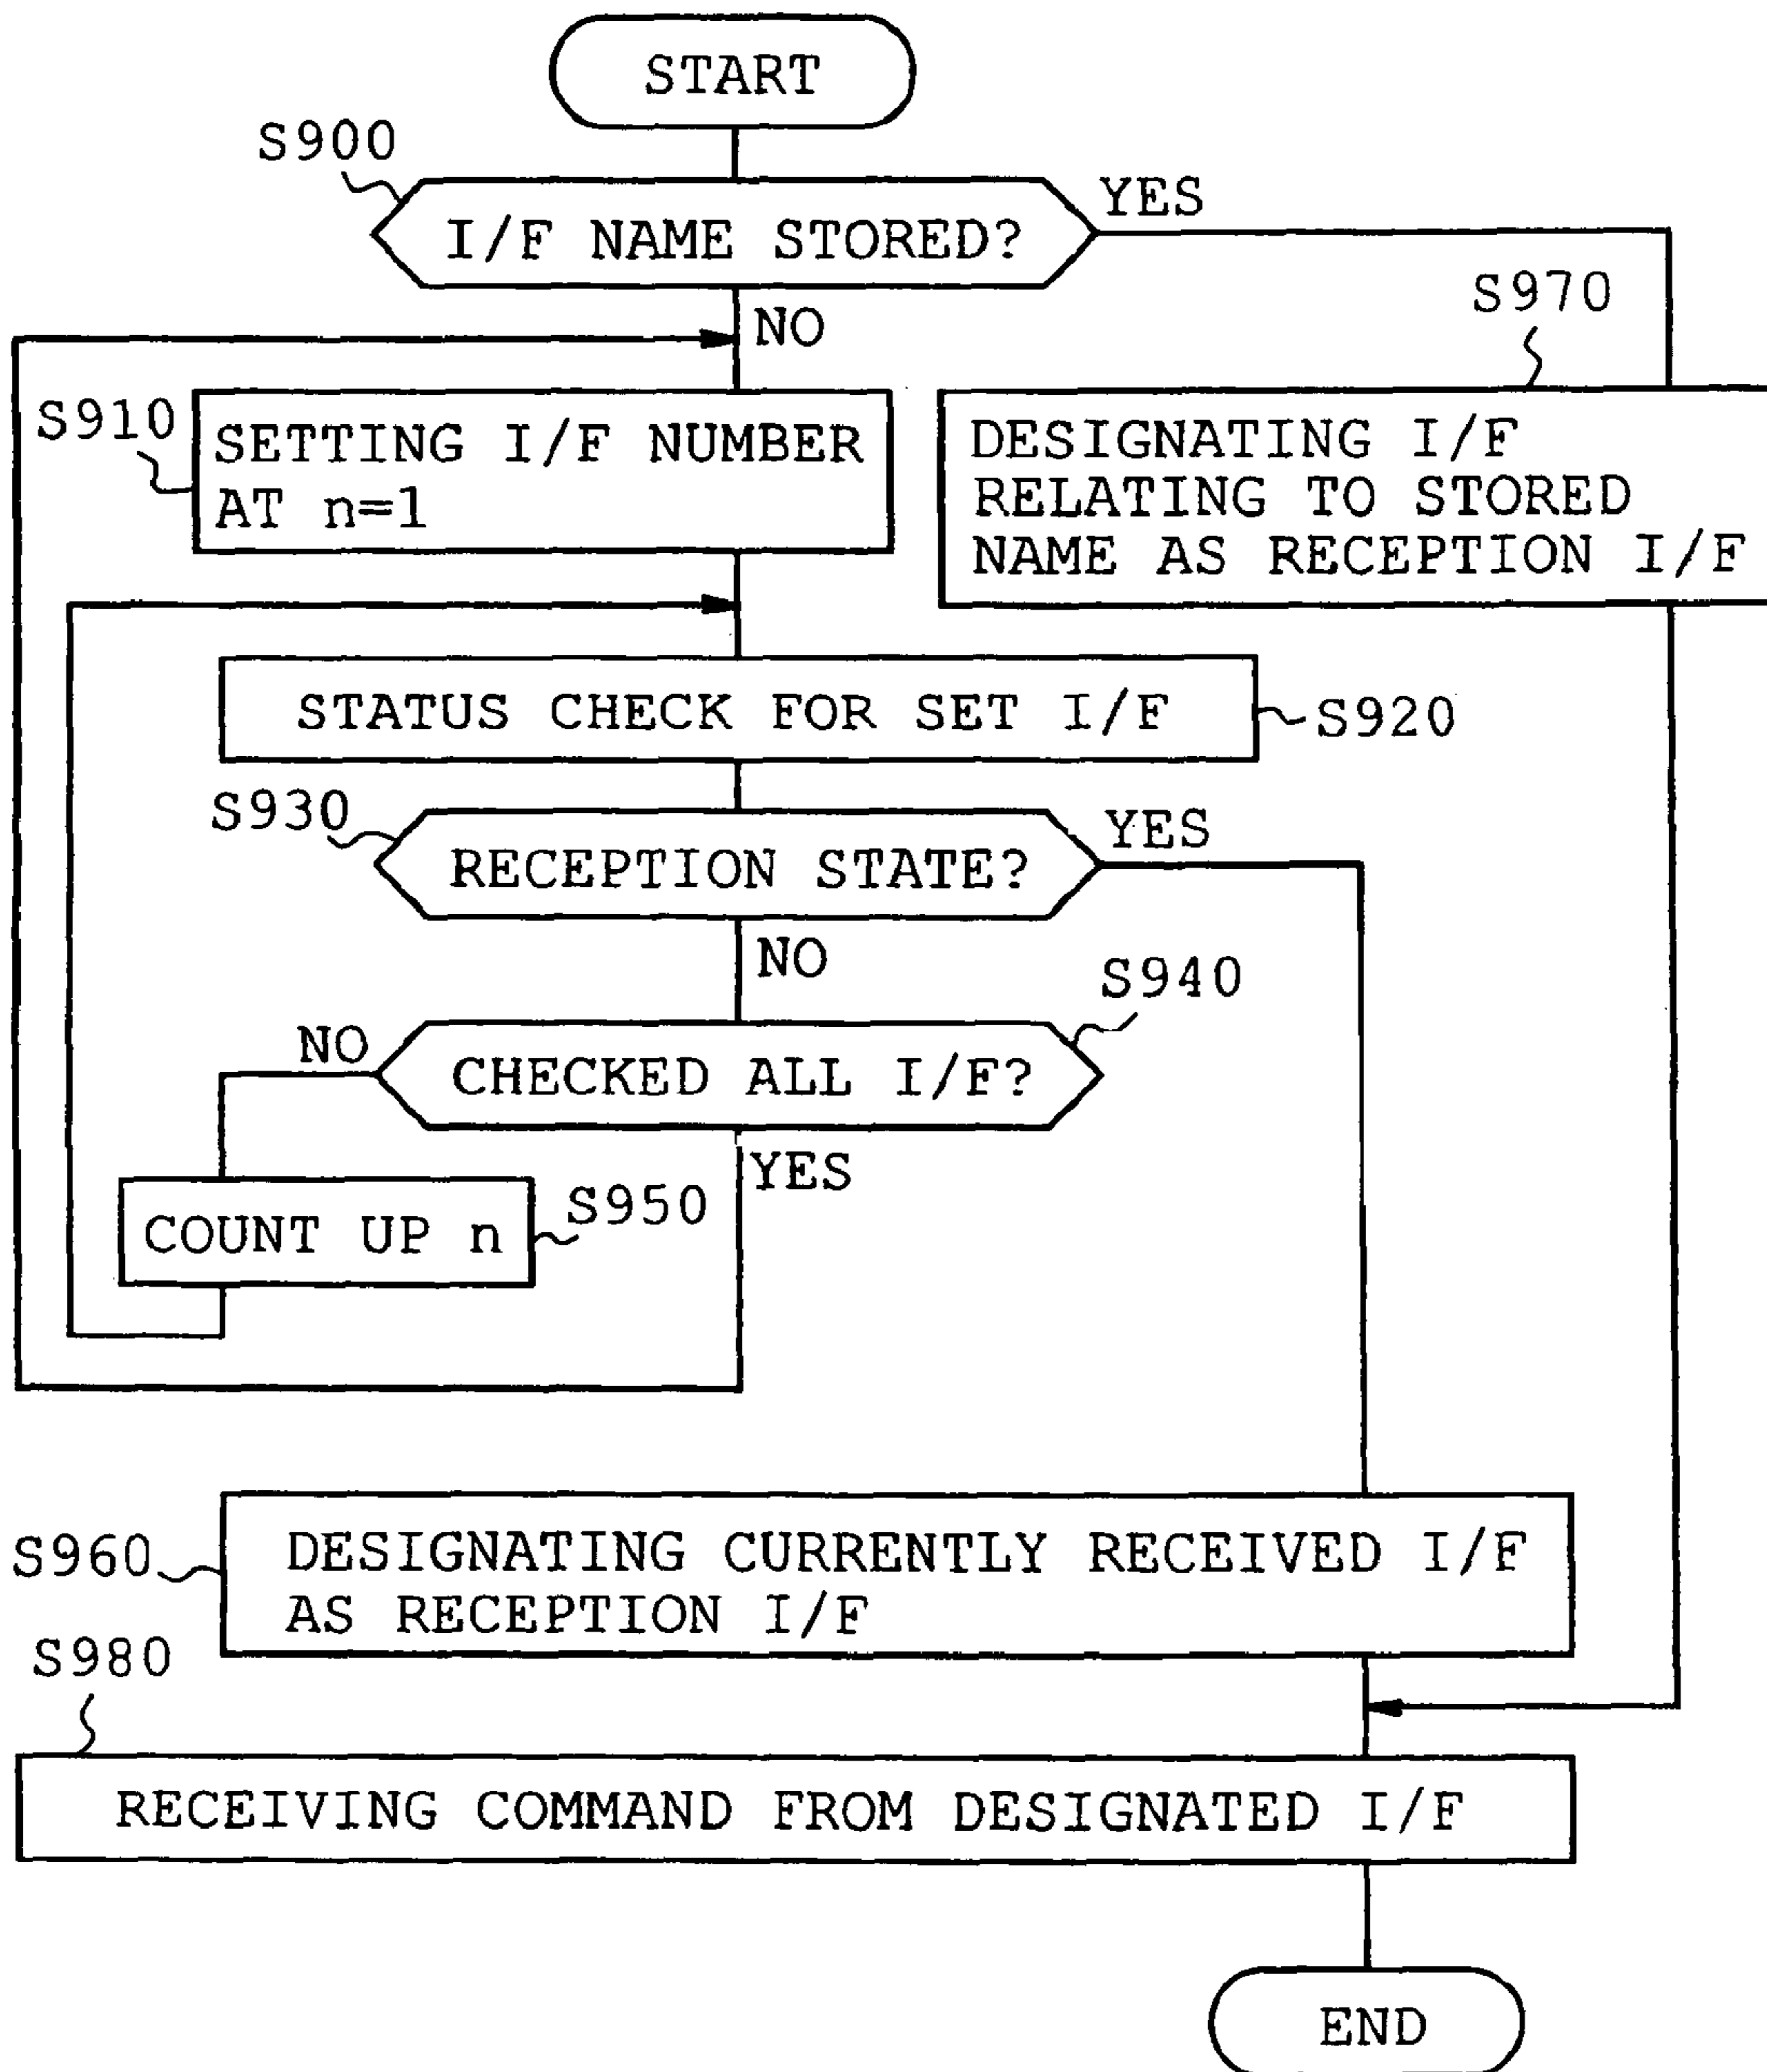 START
S900
I/F NAME STORED?
YES
NO
S970
S910
SETTING I/F NUMBER
AT n=1
DESIGNATING I/F
RELATING TO STORED
NAME AS RECEPTION I/F
STATUS CHECK FOR SET I/F
S920
S930
RECEPTION STATE?
YES
NO
S940
NO
CHECKED ALL I/F?
YES
COUNT UP n
S950
S960
DESIGNATING CURRENTLY RECEIVED I/F
AS RECEPTION I/F
S980
RECEIVING COMMAND FROM DESIGNATED I/F
END